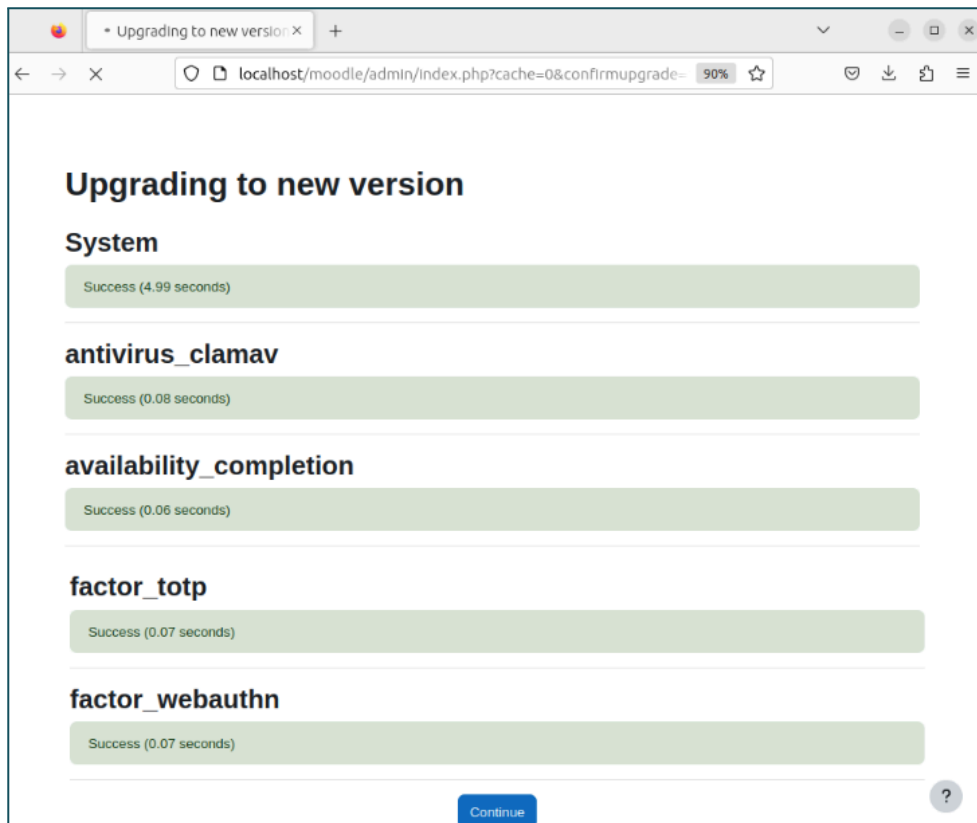 Upgrading to new version
localhost/moodle/admin/index.php?cache=0&confirmupgrade=
90%
Upgrading to new version
System
Success (4.99 seconds)
antivirus_clamav
Success (0.08 seconds)
availability_completion
Success (0.06 seconds)
factor_totp
Success (0.07 seconds)
factor_webauthn
Success (0.07 seconds)
Continue
?